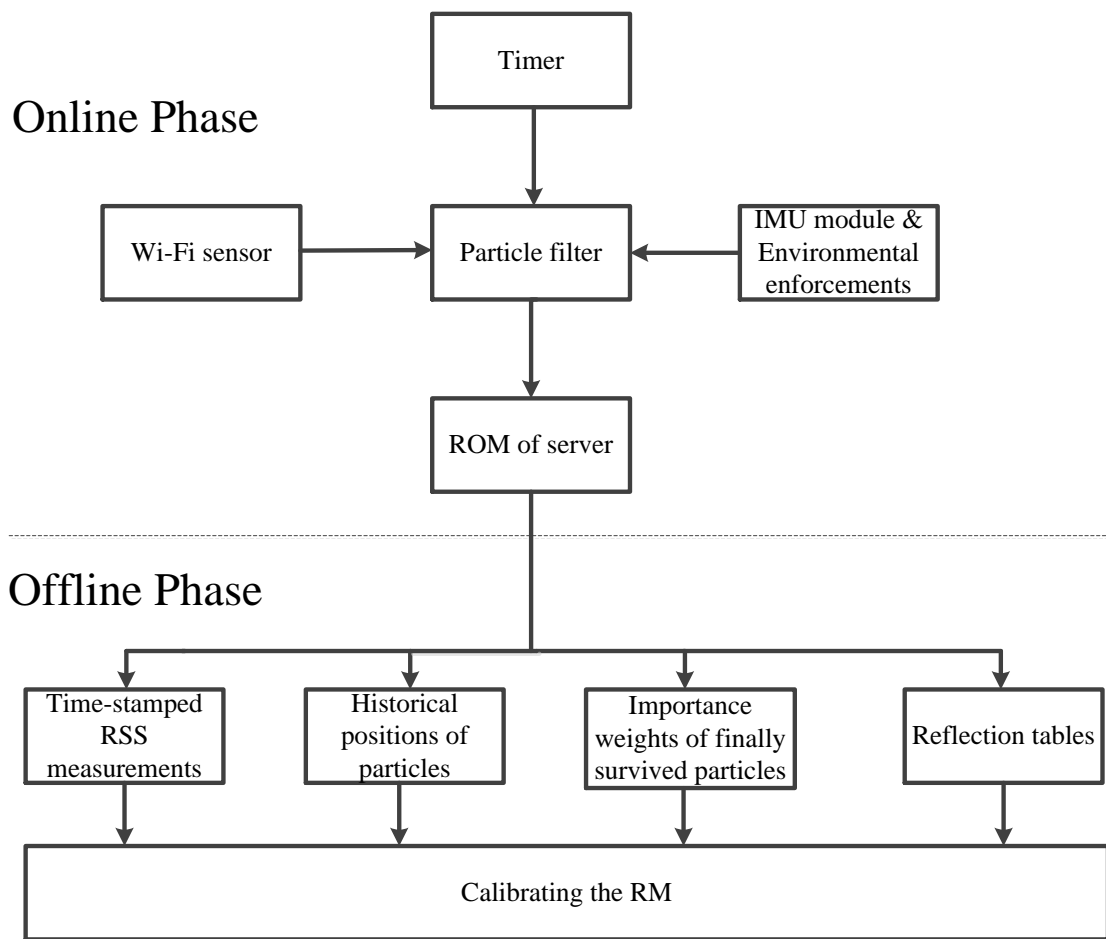 Timer
Online Phase
Wi-Fi sensor
Particle filter
IMU module &
Environmental
enforcements
ROM of server
Offline Phase
Time-stamped
RSS
measurements
Historical
positions of
particles
Importance
weights of finally
survived particles
Reflection tables
Calibrating the RM